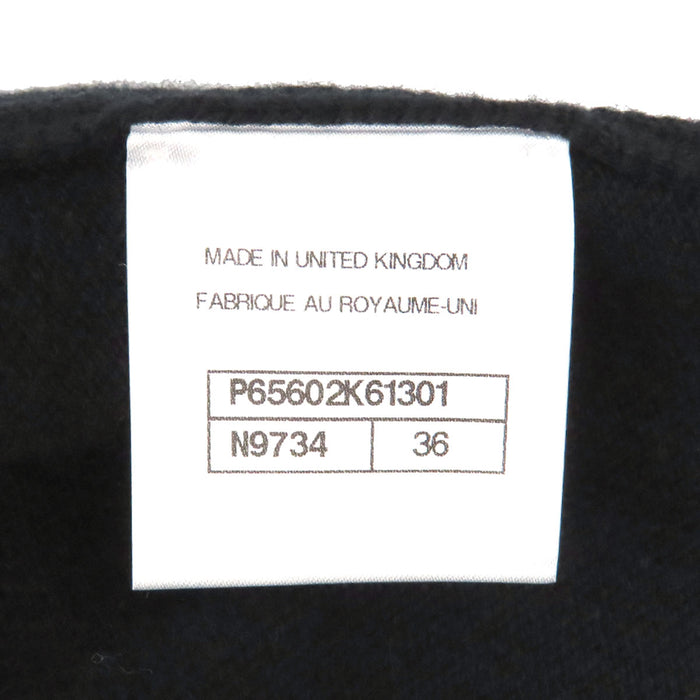 MADE IN UNITED KINGDOM
FABRIQUE AU ROYAUME-UNI
P65602K61301
N9734 36